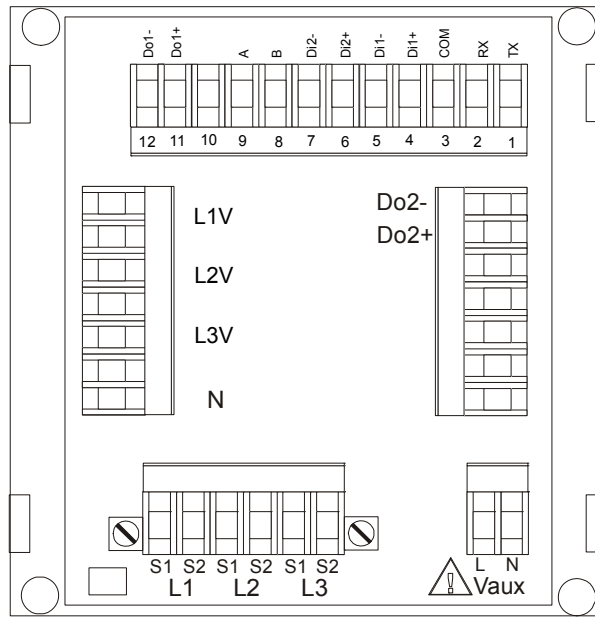 Do1- Do1+ A B Di2- Di2+ Di1- Di1+ COM RX TX
12 11 10 9 8 7 6 5 4 3 2 1
L1V
L2V
L3V
N
Do2-
Do2+
S1 S2 S1 S2 S1 S2
L1 L2 L3
L N
Vaux